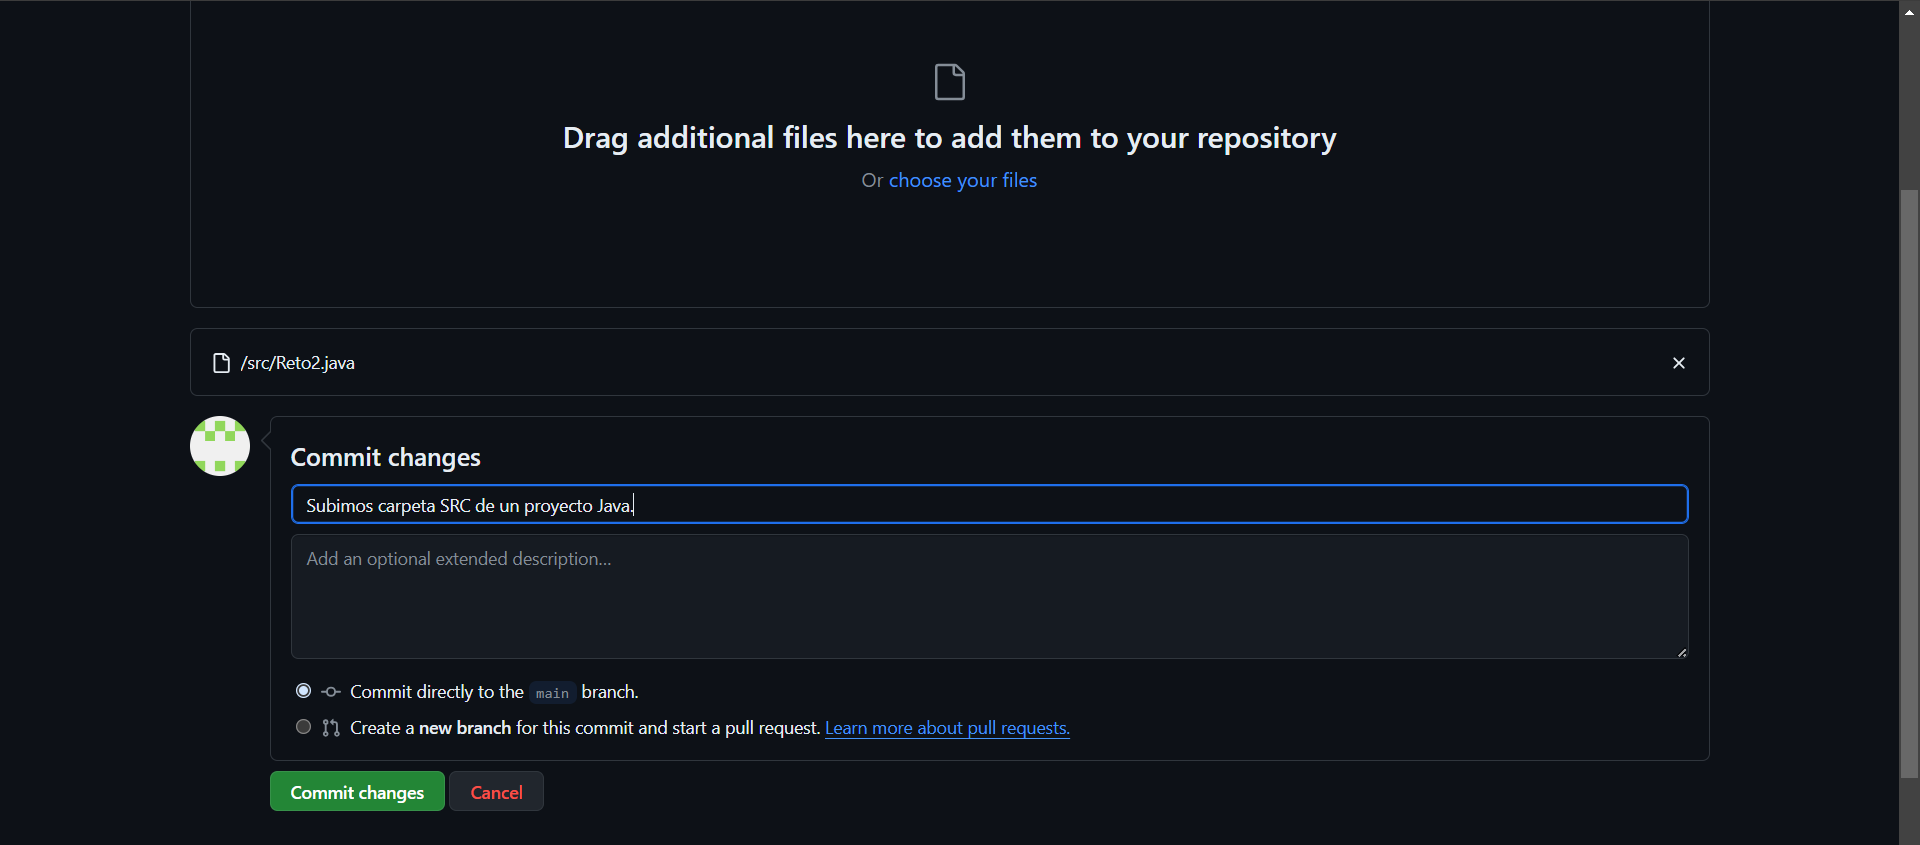 Drag additional files here to add them to your repository
Or choose your files
/src/Reto2.java
Commit changes
Subimos carpeta SRC de un proyecto Java.
Add an optional extended description...
Commit directly to the main branch.
Create a new branch for this commit and start a pull request. Learn more about pull requests.
Commit changes Cancel